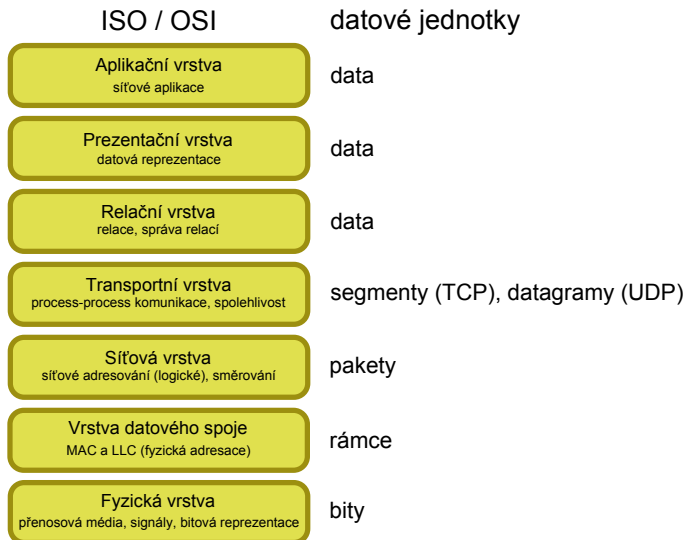 ISO / OSI
datové jednotky
Aplikační vrstva
síťové aplikace
data
Prezentační vrstva
datová reprezentace
data
Relační vrstva
relace, správa relací
data
Transportní vrstva
process-process komunikace, spolehlivost
segmenty (TCP), datagramy (UDP)
Síťová vrstva
síťové adresování (logické), směrování
pakety
Vrstva datového spoje
MAC a LLC (fyzická adresace)
rámce
Fyzická vrstva
přenosová média, signály, bitová reprezentace
bity